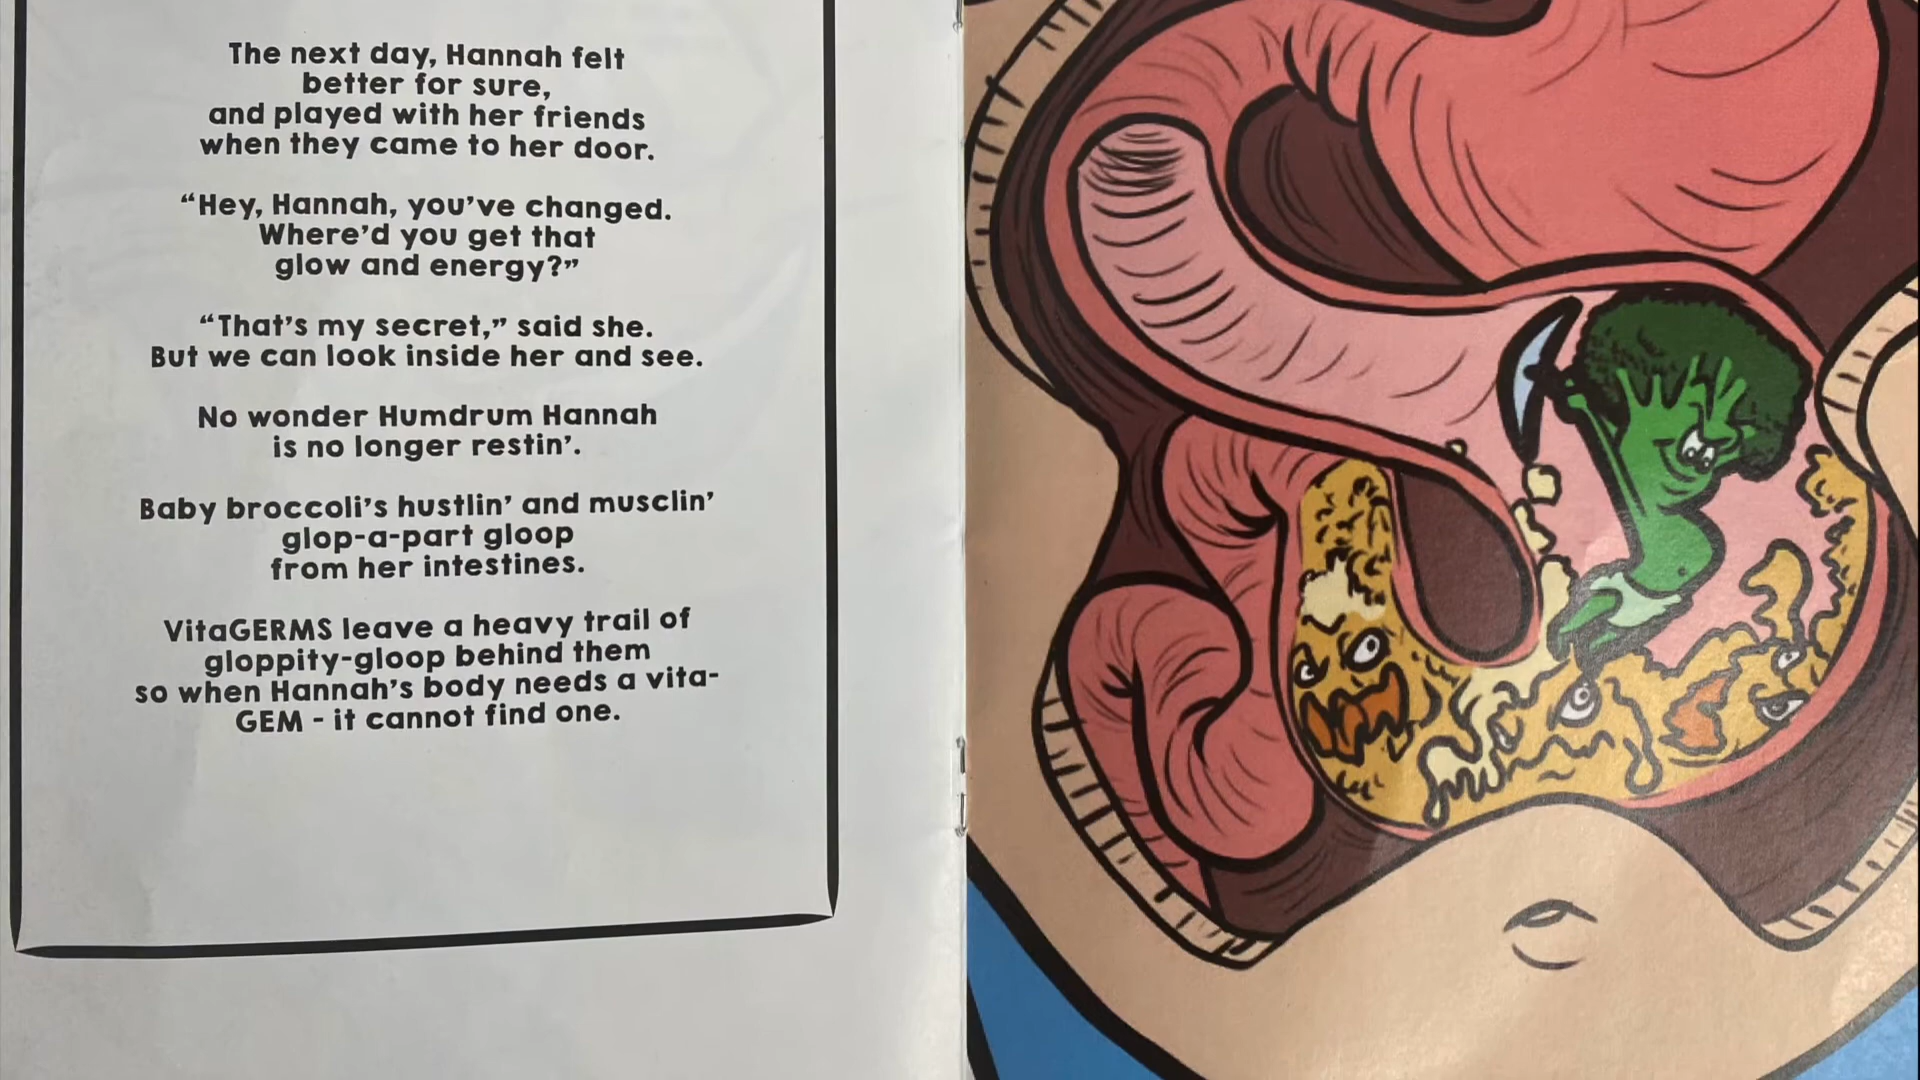 The next day, Hannah felt
better for sure,
and played with her friends
when they came to her door.
“Hey, Hannah, you’ve changed.
Where’d you get that
glow and energy?”
“That’s my secret,” said she.
But we can look inside her and see.
No wonder Humdrum Hannah
is no longer restin’.
Baby broccoli’s hustlin’ and musclin’
glop-a-part gloop
from her intestines.
VitaGERMS leave a heavy trail of
gloppity-gloop behind them
so when Hannah’s body needs a vita-
GEM - it cannot find one.